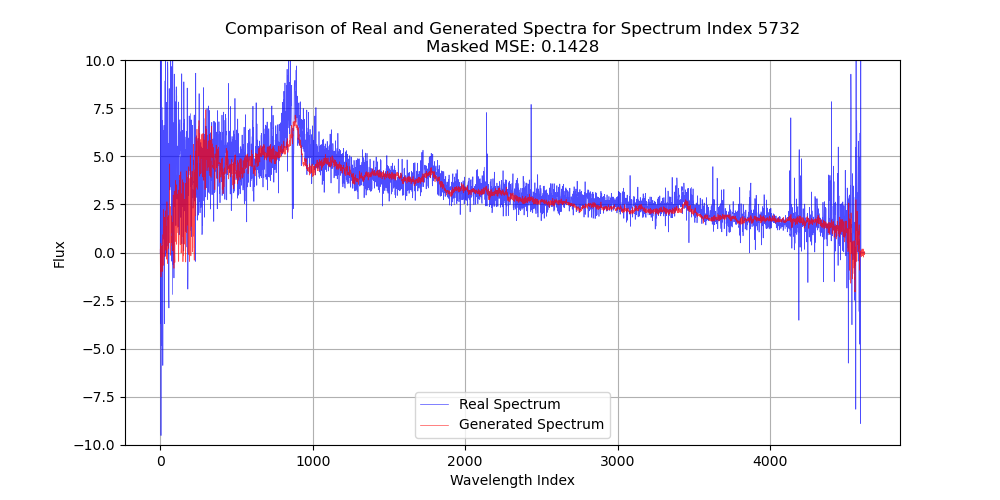 Comparison of Real and Generated Spectra for Spectrum Index 5732
Masked MSE: 0.1428
10.0
7.5
5.0
2.5
0.0
−2.5
−5.0
−7.5
−10.0
Flux
Real Spectrum
Generated Spectrum
0 1000 2000 3000 4000
Wavelength Index